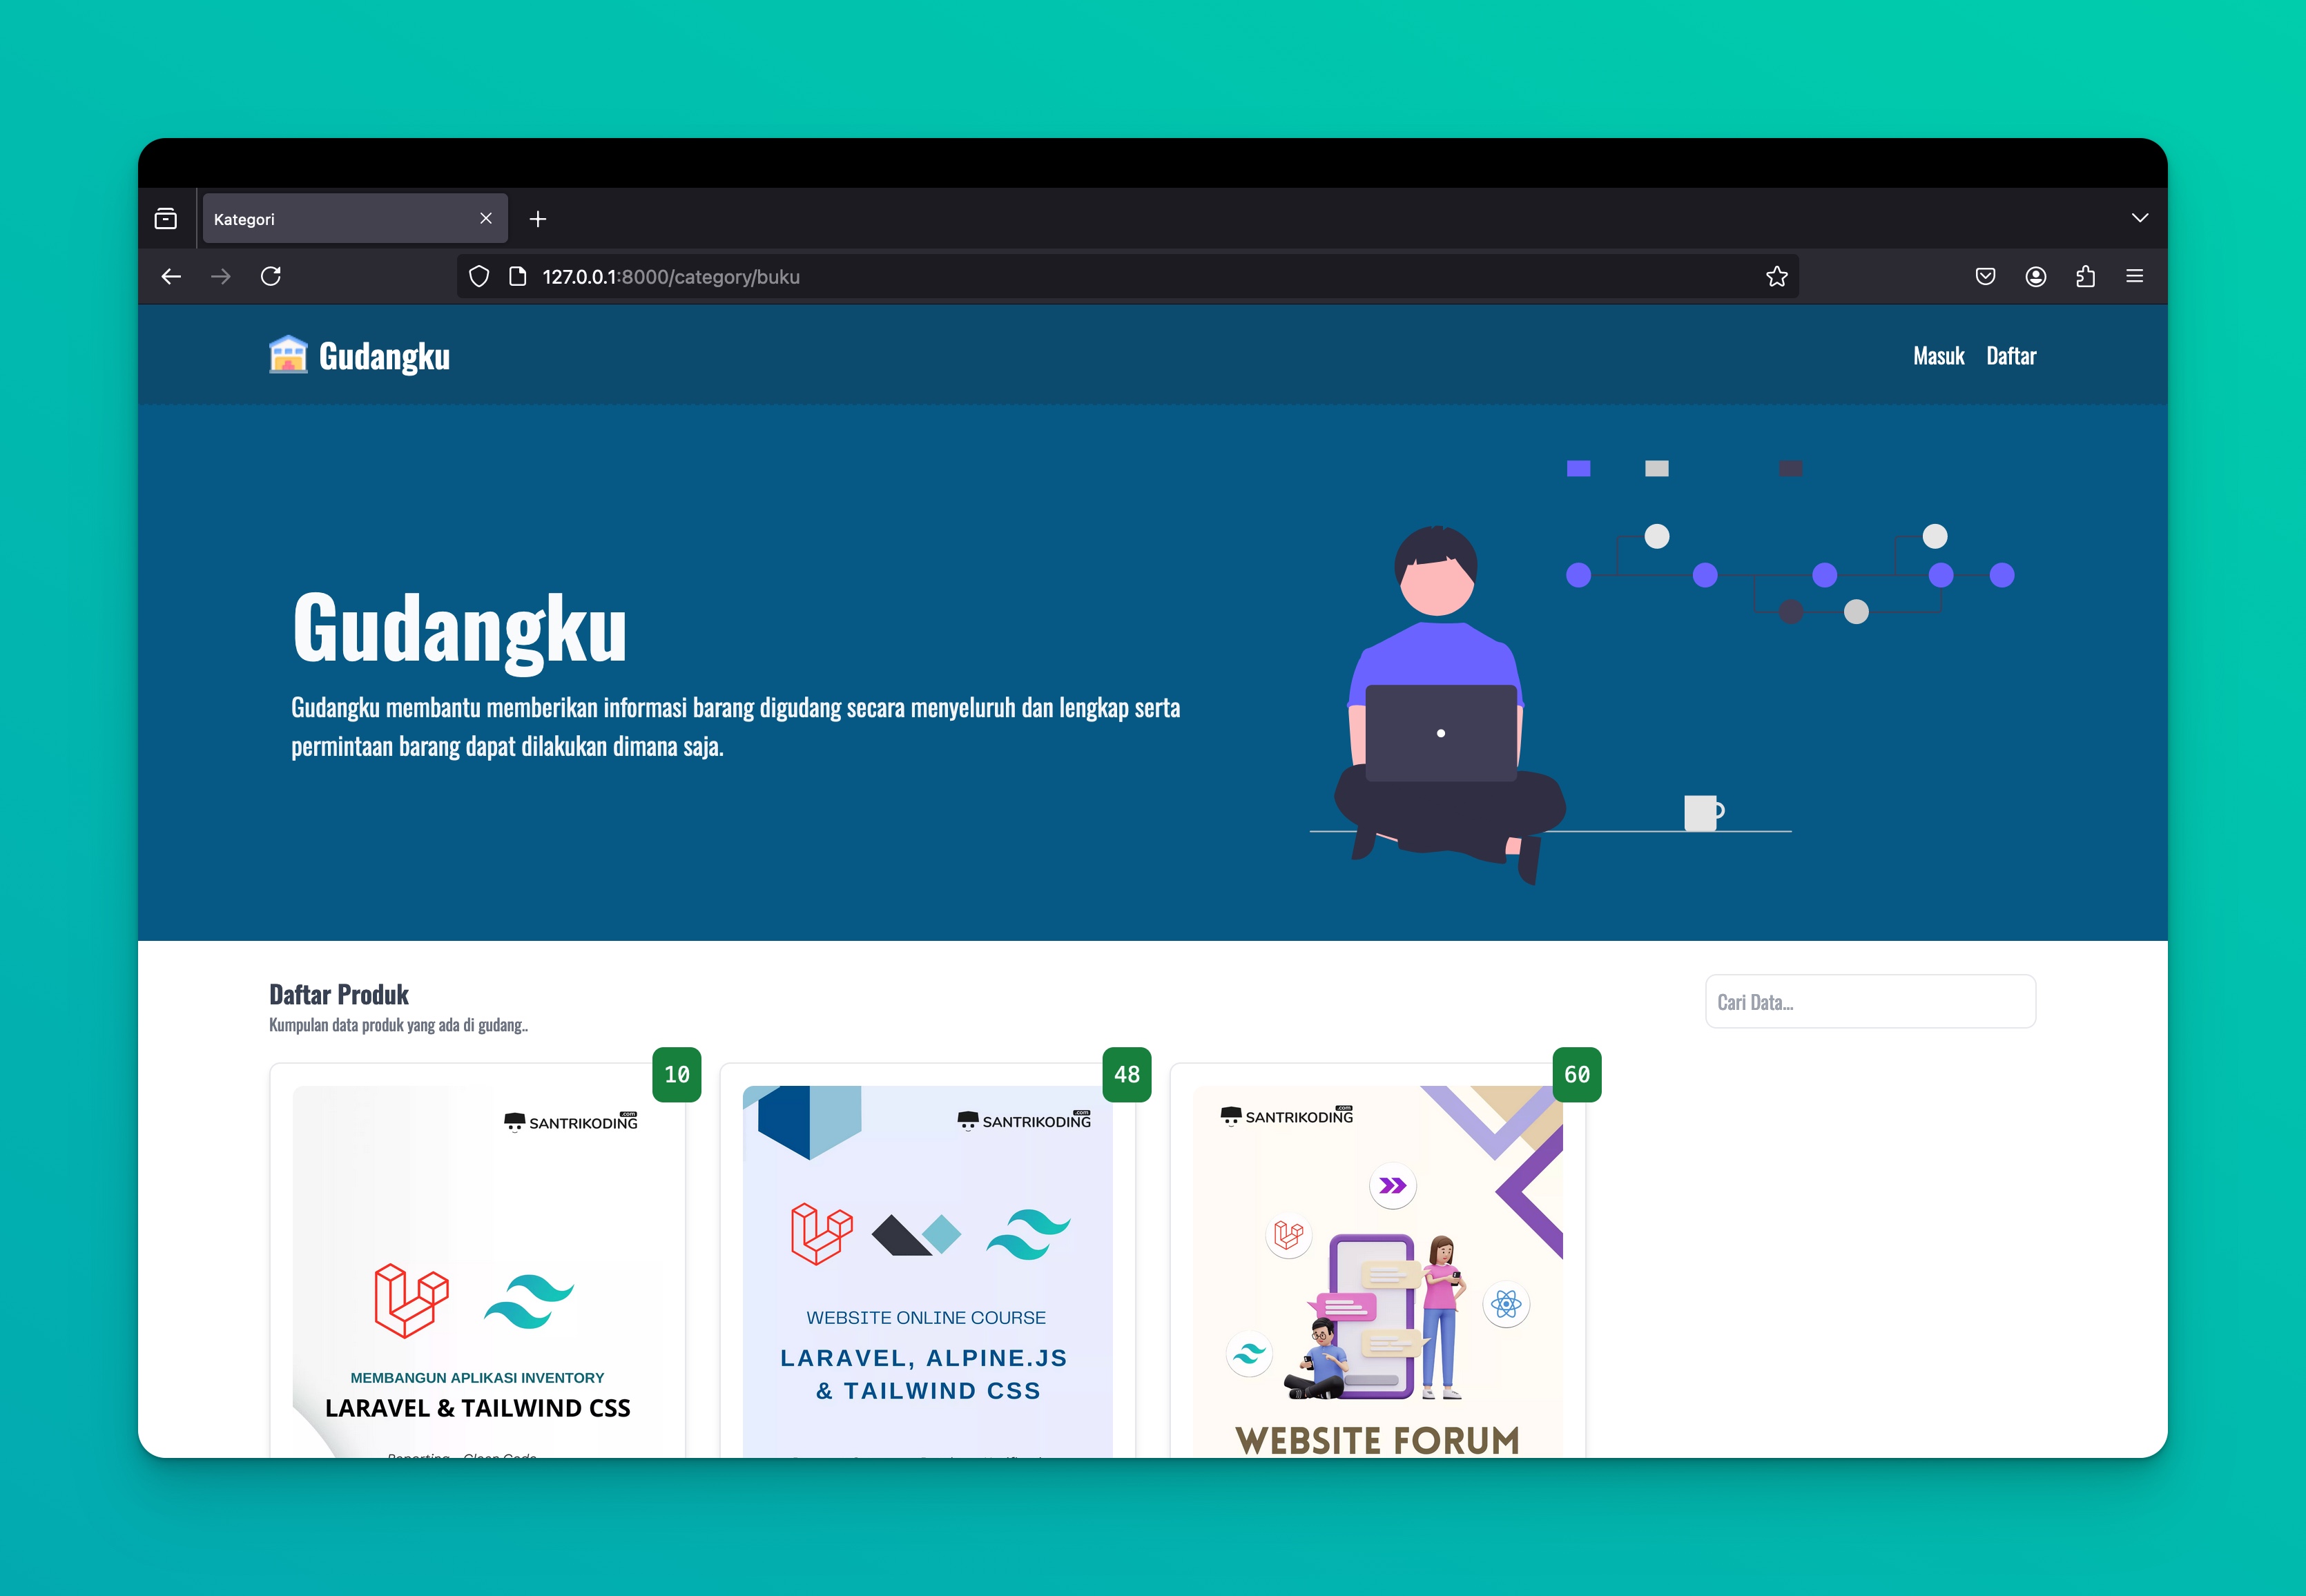 Kategori
127.0.0.1:8000/category/buku
Gudangku
Masuk Daftar
Gudangku
Gudangku membantu memberikan informasi barang digudang secara menyeluruh dan lengkap serta
permintaan barang dapat dilakukan dimana saja.
Daftar Produk
Kumpulan data produk yang ada di gudang..
Cari Data...
10
SANTRIKODING
.com
MEMBANGUN APLIKASI INVENTORY
LARAVEL & TAILWIND CSS
48
SANTRIKODING
.com
WEBSITE ONLINE COURSE
LARAVEL, ALPINE.JS
& TAILWIND CSS
60
SANTRIKODING
.com
WEBSITE FORUM